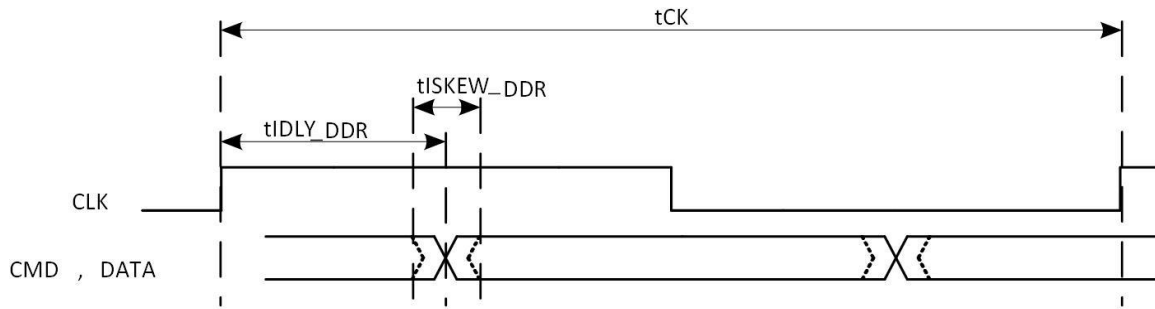 tCK
tISKEW_DDR
tIDLY_DDR
CLK
CMD , DATA